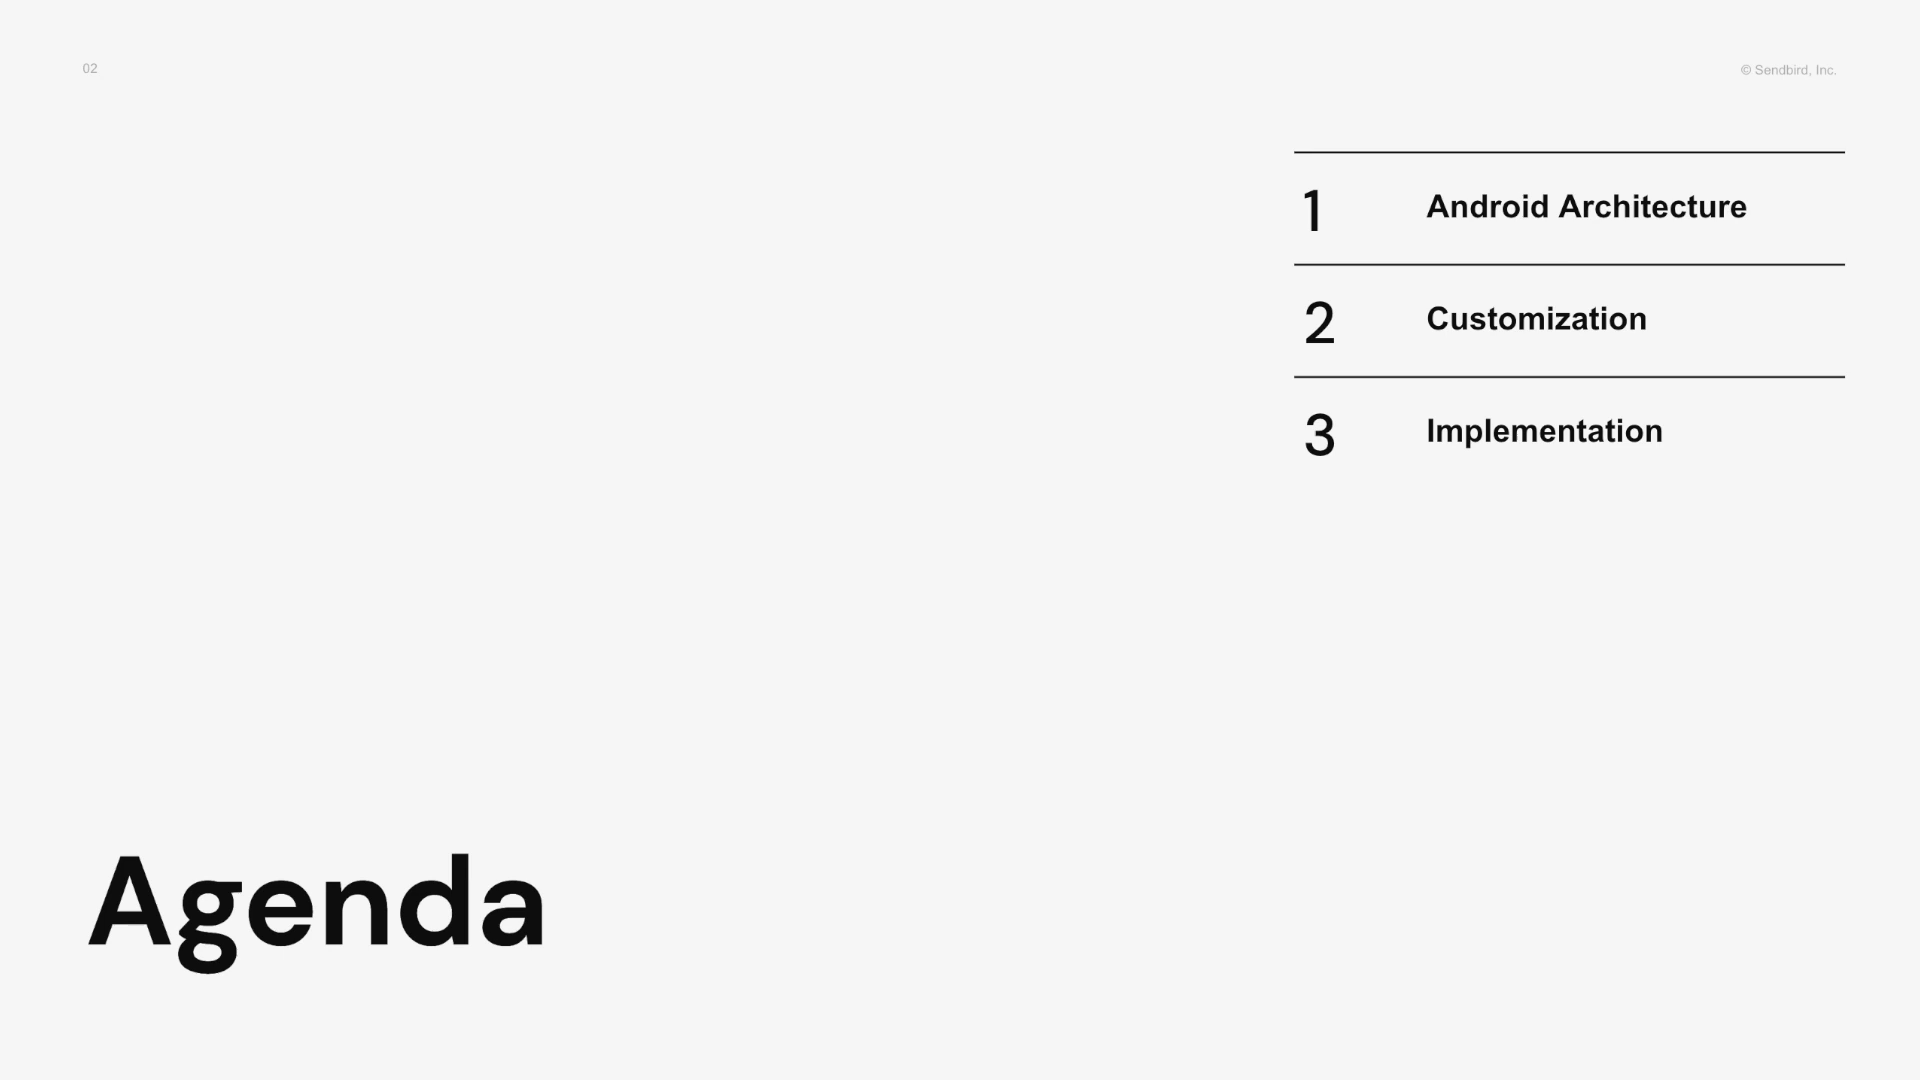 02
© Sendbird, Inc.
1 Android Architecture
2 Customization
3 Implementation
Agenda